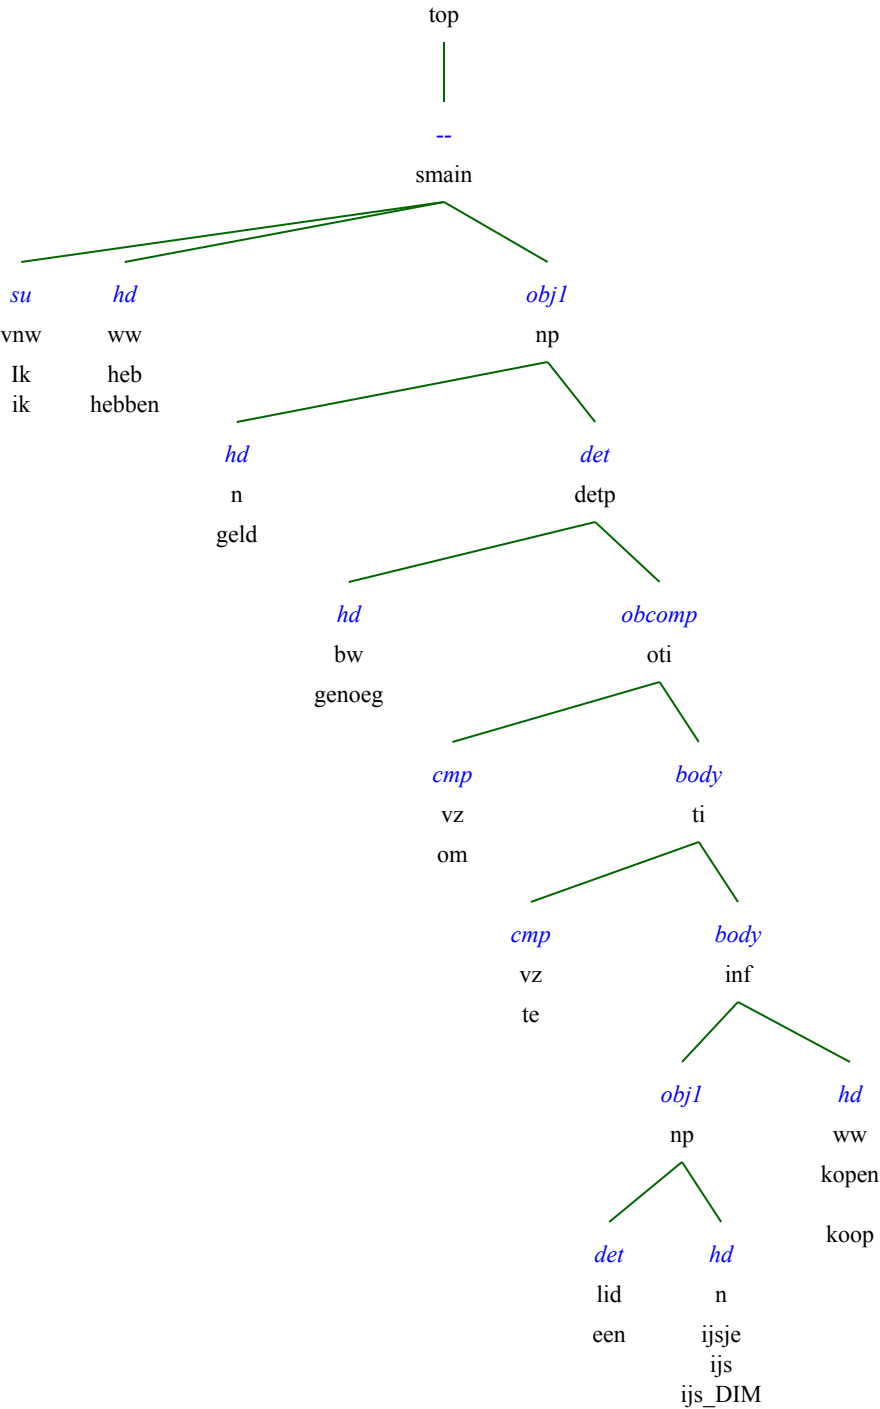 top
--
smain
su hd obj1
vnw ww np
Ik heb
ik hebben
hd det
n detp
geld
hd obcomp
bw oti
genoeg
cmp body
vz ti
om
cmp body
vz inf
te
obj1 hd
np ww
kopen
koop
det hd
lid n
een ijsje
ijs
ijs_DIM